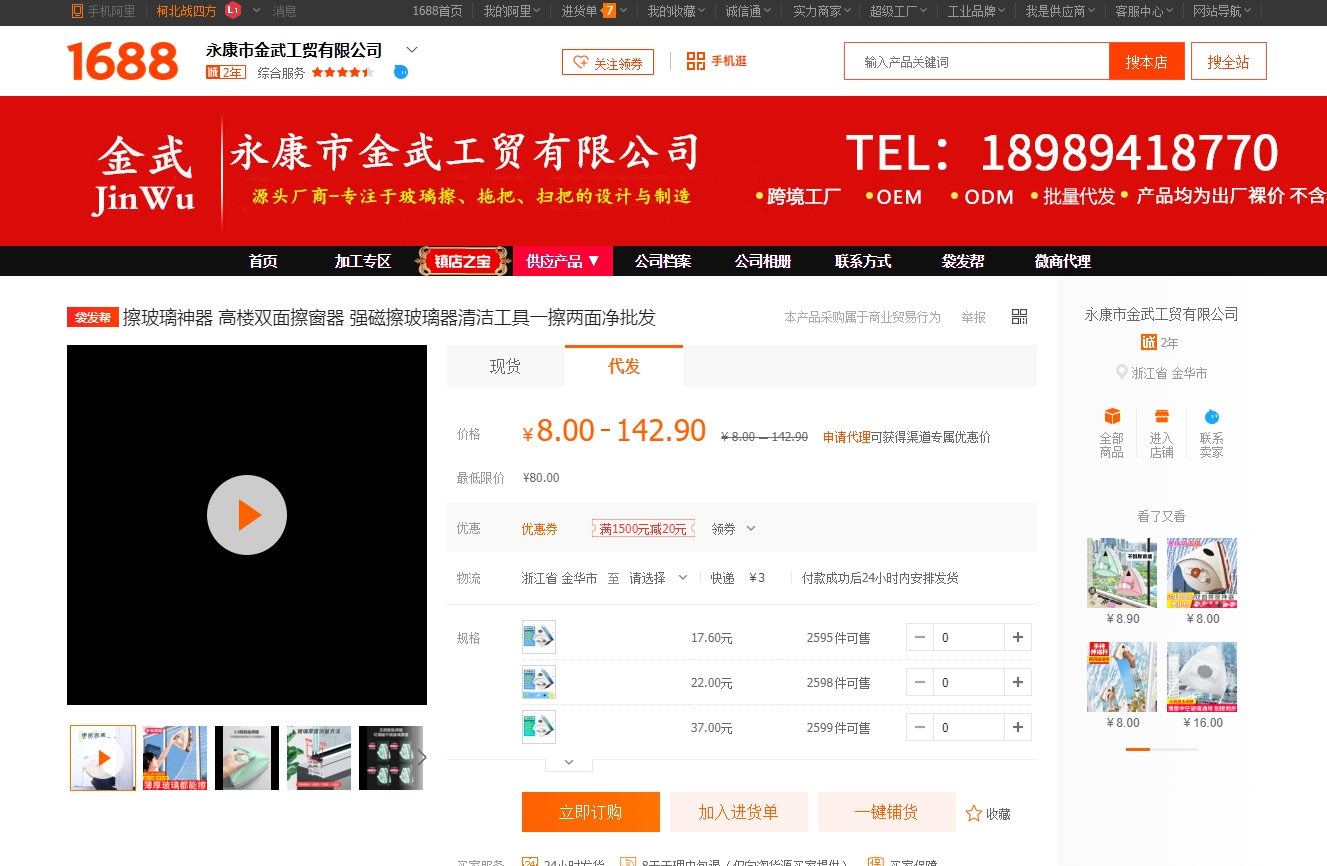 手机阿里 柯北战四方 L1 消息 1688首页 我的阿里 进货单 7 我的收藏 诚信通 实力商家 超级工厂 工业品牌 我是供应商 客服中心 网站导航
1688 永康市金武工贸有限公司
诚 2年 综合服务 关注领券 手机逛 输入产品关键词 搜本店 搜全站
金武 JinWu 永康市金武工贸有限公司
源头厂商-专注于玻璃擦、拖把、扫把的设计与制造
TEL：18989418770
•跨境工厂 •OEM •ODM •批量代发 •产品均为出厂裸价 不含
首页 加工专区 镇店之宝 供应产品▼ 公司档案 公司相册 联系方式 袋发帮 微商代理
袋发帮 擦玻璃神器 高楼双面擦窗器 强磁擦玻璃器清洁工具一擦两面净批发
本产品采购属于商业贸易行为 举报
现货 代发
价格 ¥8.00-142.90 ¥8.00—142.90 申请代理可获得渠道专属优惠价
最低限价 ¥80.00
优惠 优惠券 满1500元减20元 领券
物流 浙江省 金华市 至 请选择 快递 ¥3 付款成功后24小时内安排发货
规格 17.60元 2595件可售 − 0 +
22.00元 2598件可售 − 0 +
37.00元 2599件可售 − 0 +
薄厚玻璃都能擦
玻璃厚度测量方法
立即订购 加入进货单 一键铺货 收藏
买家服务 24小时发货 8天无理由包退（仅向淘货源买家提供） 买家保障
永康市金武工贸有限公司
诚 2年
浙江省 金华市
全部商品 进入店铺 联系卖家
看了又看
¥8.90 ¥8.00
¥8.00 ¥16.00